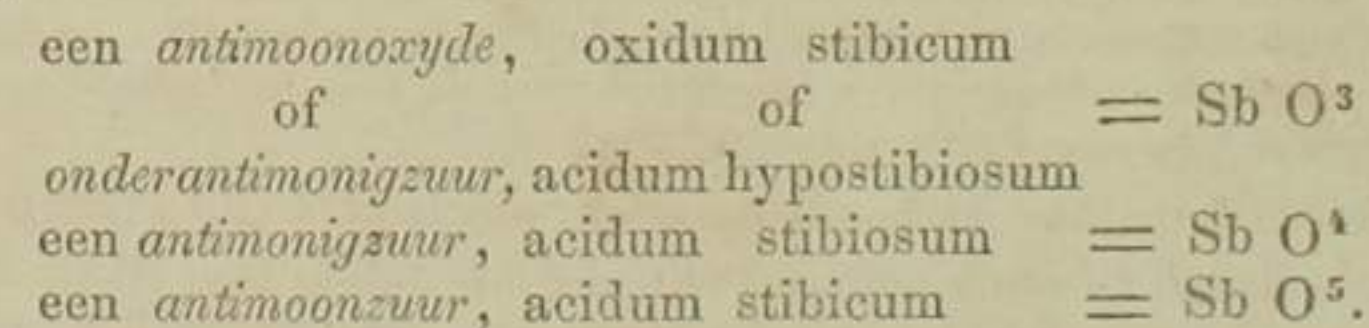 een antimoonoxyde, oxidum stibicum
of of = Sb O³
onderantimonigzuur, acidum hypostibiosum
een antimonigzuur, acidum stibiosum = Sb O⁴
een antimoonzuur, acidum stibicum = Sb O⁵.